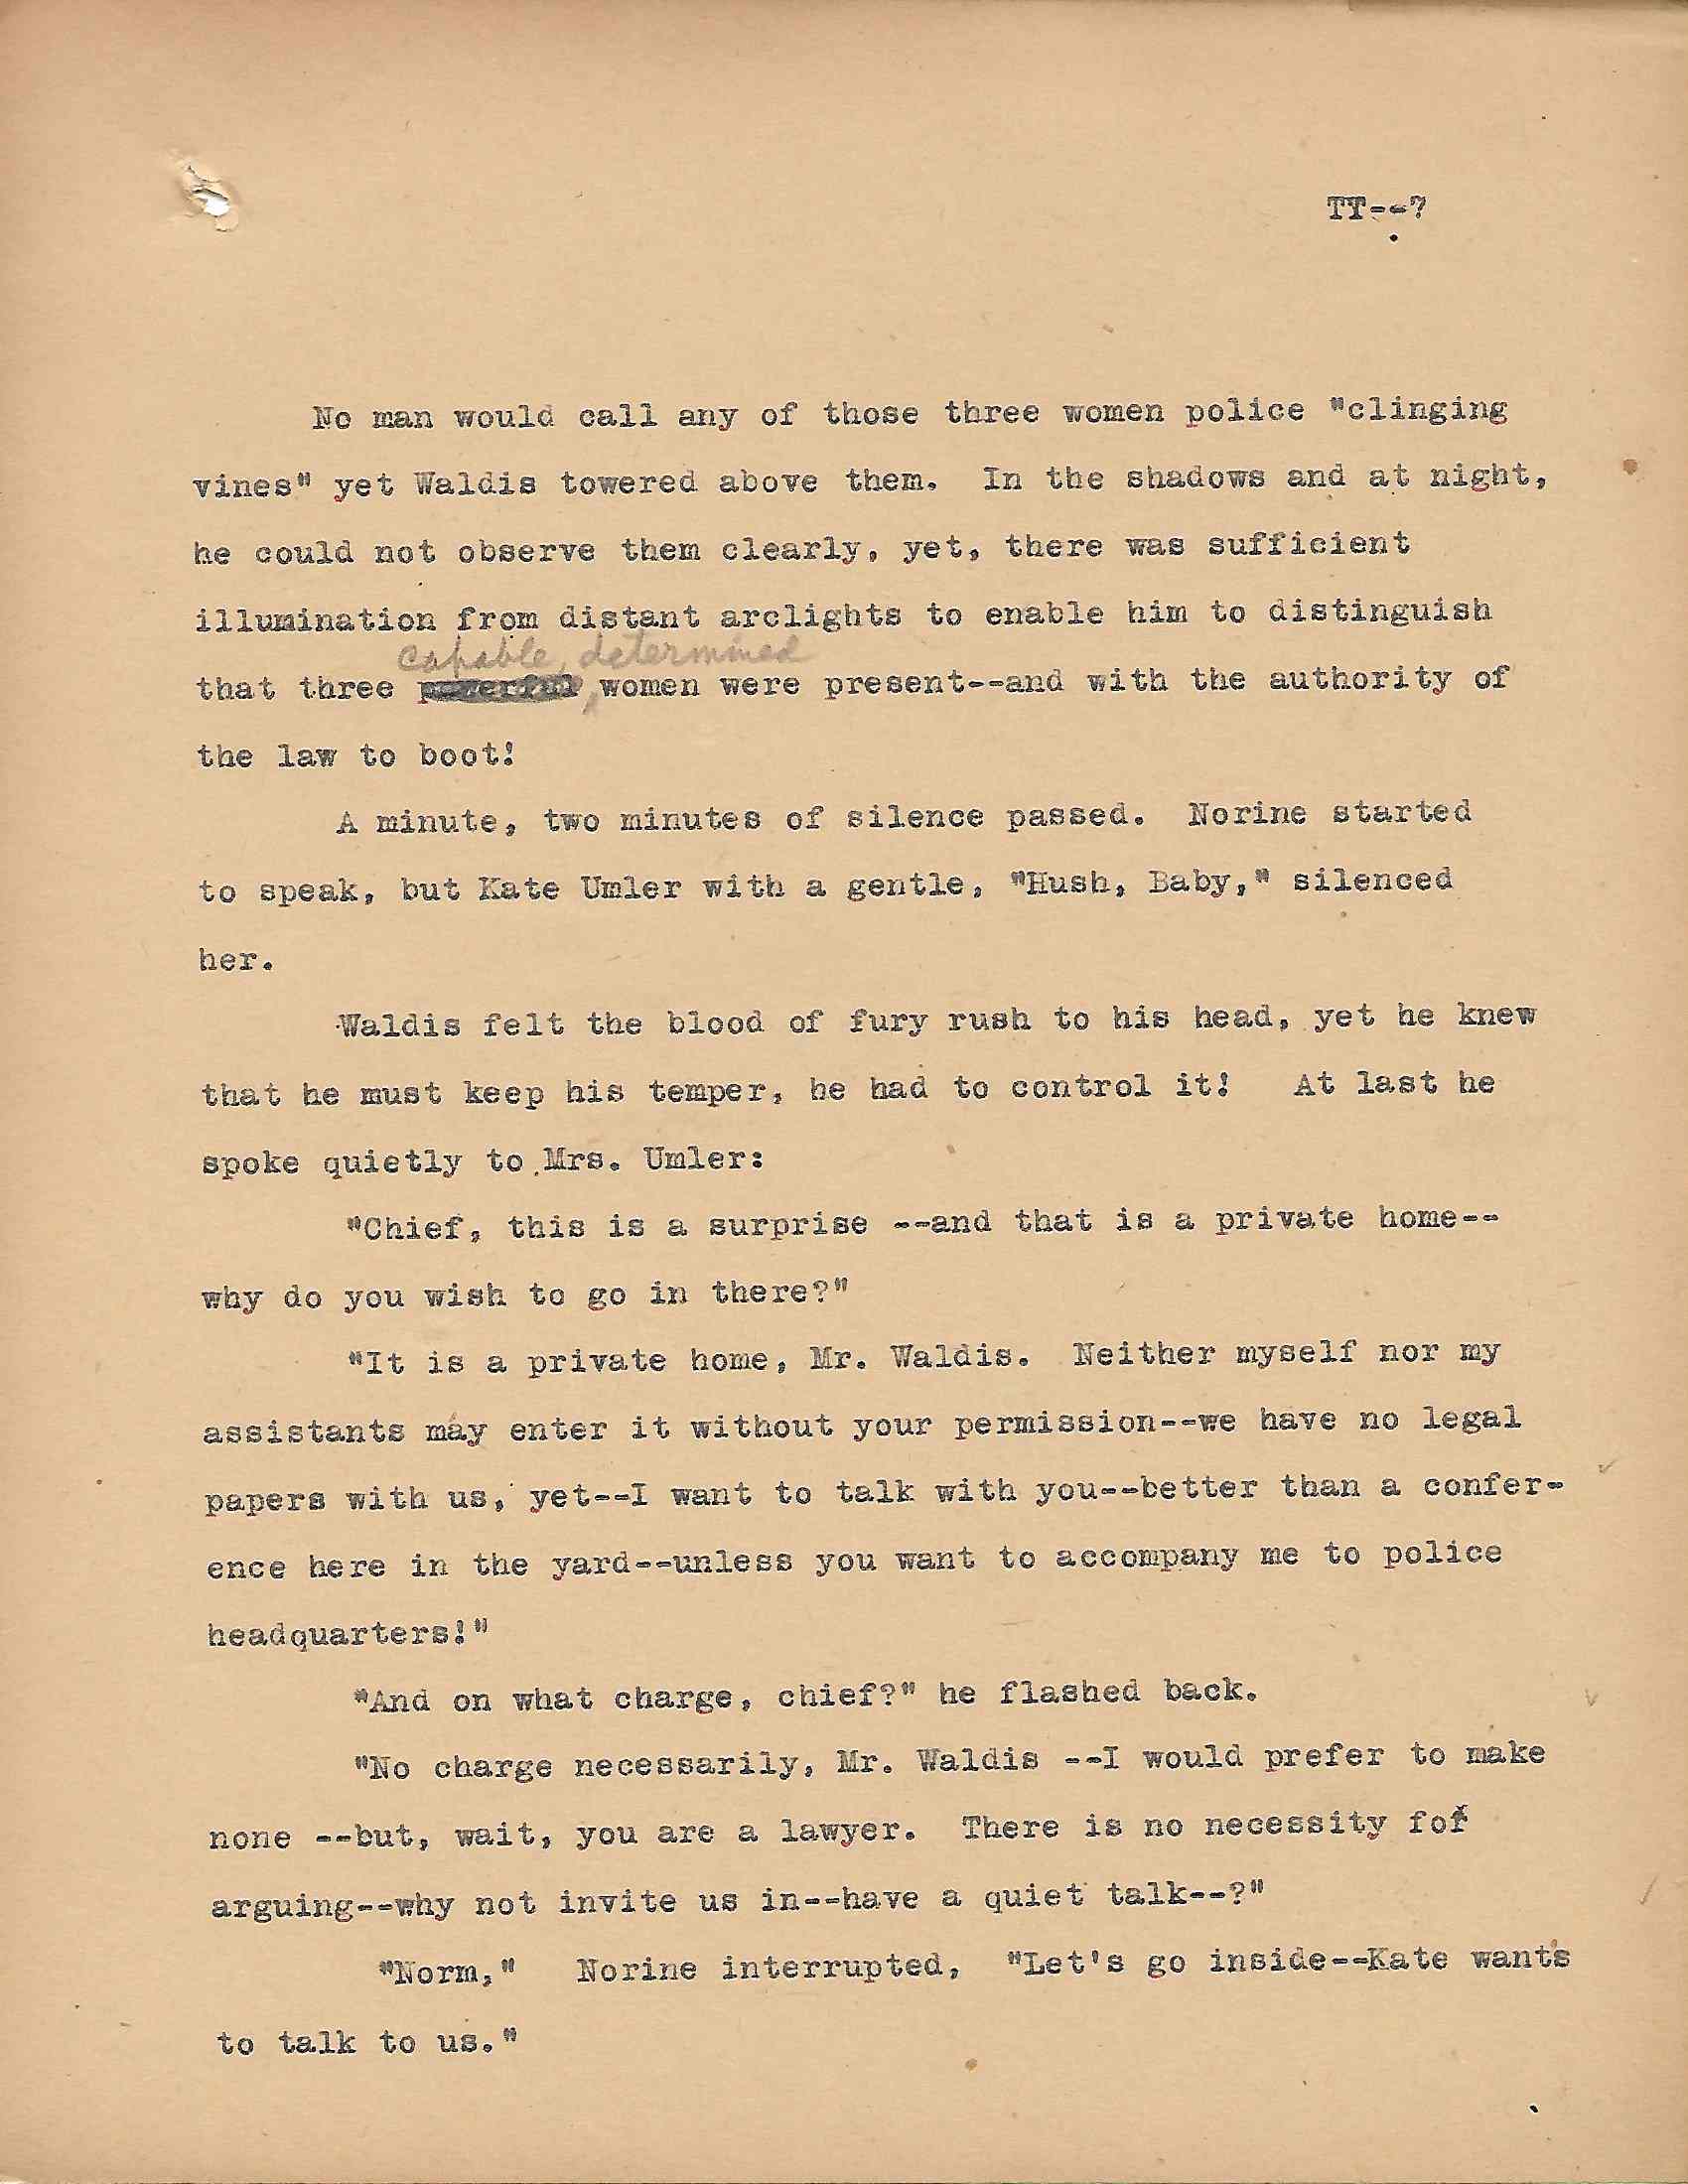 TT--?
No man would call any of those three women police "clinging
vines" yet Waldis towered above them. In the shadows and at night,
he could not observe them clearly, yet, there was sufficient
illumination from distant arclights to enable him to distinguish
capable, determined
that three powerful women were present--and with the authority of
the law to boot!
A minute, two minutes of silence passed. Norine started
to speak, but Kate Umler with a gentle, "Hush, Baby," silenced
her.
Waldis felt the blood of fury rush to his head, yet he knew
that he must keep his temper, he had to control it! At last he
spoke quietly to Mrs. Umler:
"Chief, this is a surprise --and that is a private home--
why do you wish to go in there?"
"It is a private home, Mr. Waldis. Neither myself nor my
assistants may enter it without your permission--we have no legal
papers with us, yet--I want to talk with you--better than a confer-
ence here in the yard--unless you want to accompany me to police
headquarters!"
"And on what charge, chief?" he flashed back.
"No charge necessarily, Mr. Waldis --I would prefer to make
none --but, wait, you are a lawyer. There is no necessity for
arguing--why not invite us in--have a quiet talk--?"
"Norm," Norine interrupted, "Let's go inside--Kate wants
to talk to us."